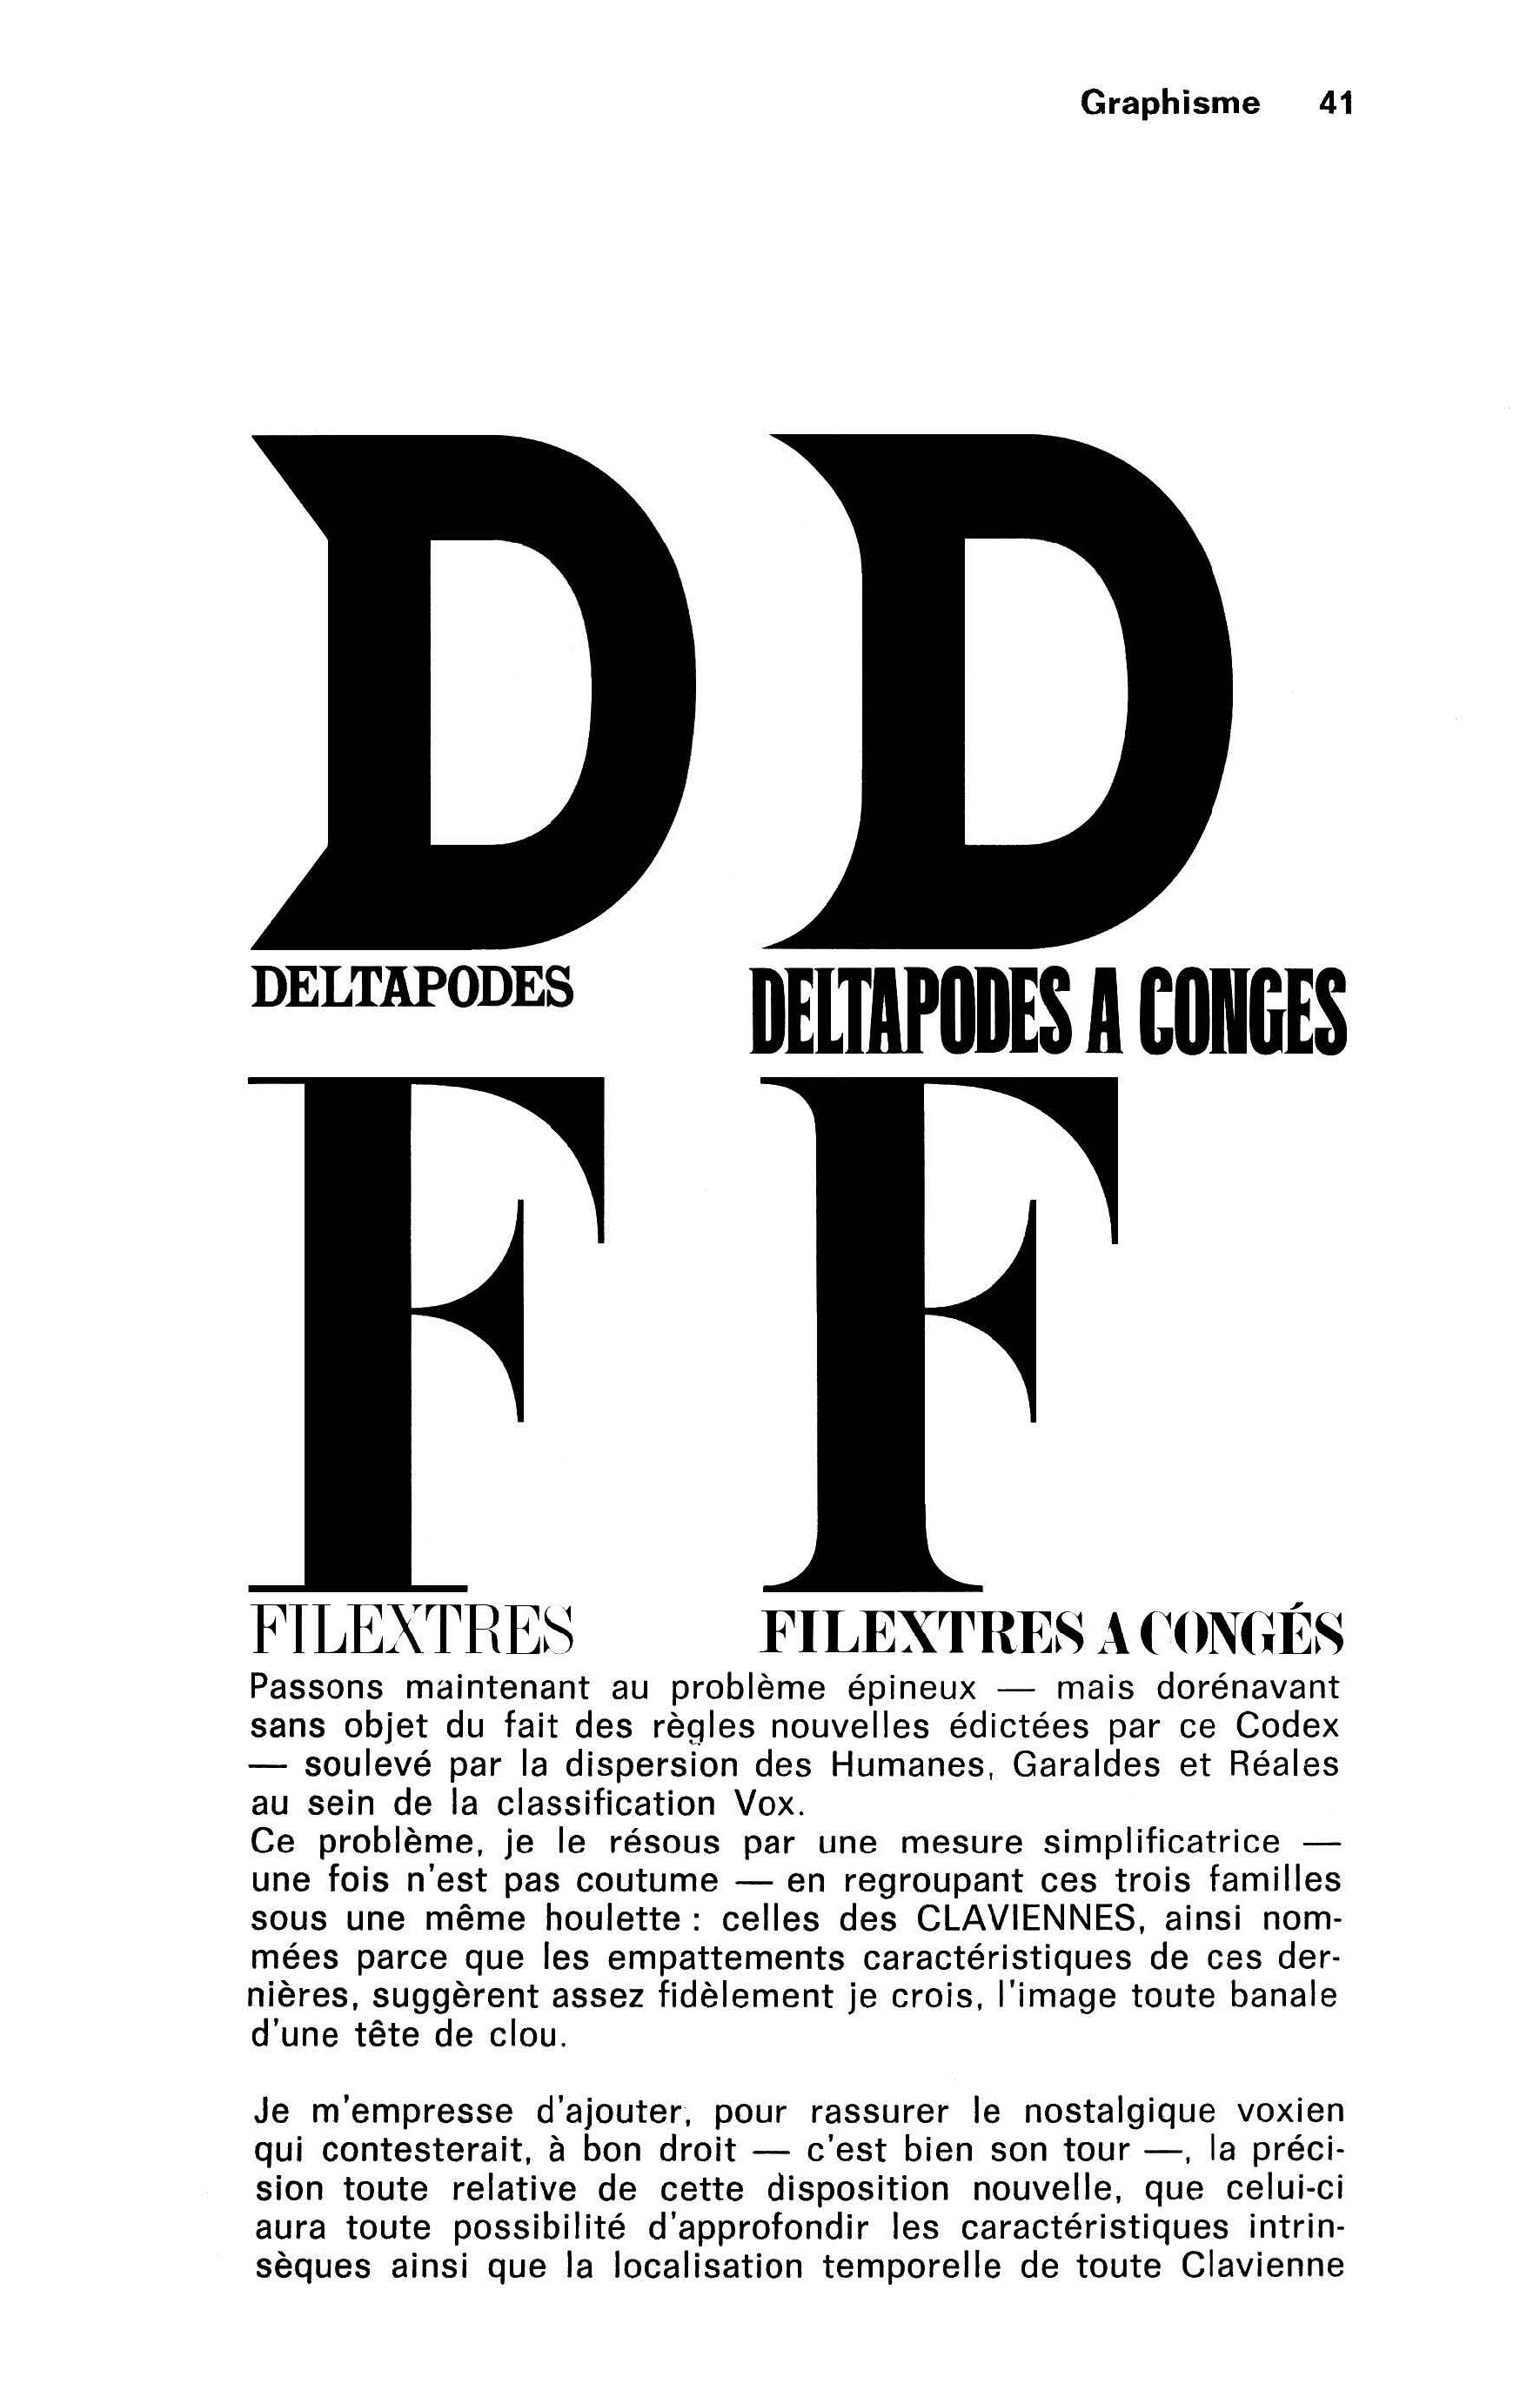 Graphisme 41
D D
DELTAPODES
DELTAPODES A CONGES
F F
FILEXTRES
FILEXTRES A CONGÉS
Passons maintenant au problème épineux — mais dorénavant
sans objet du fait des règles nouvelles édictées par ce Codex
— soulevé par la dispersion des Humanes, Garaldes et Réales
au sein de la classification Vox.
Ce problème, je le résous par une mesure simplificatrice —
une fois n'est pas coutume — en regroupant ces trois familles
sous une même houlette : celles des CLAVIENNES, ainsi nom-
mées parce que les empattements caractéristiques de ces der-
nières, suggèrent assez fidèlement je crois, l'image toute banale
d'une tête de clou.
Je m'empresse d'ajouter, pour rassurer le nostalgique voxien
qui contesterait, à bon droit — c'est bien son tour —, la préci-
sion toute relative de cette disposition nouvelle, que celui-ci
aura toute possibilité d'approfondir les caractéristiques intrin-
sèques ainsi que la localisation temporelle de toute Clavienne